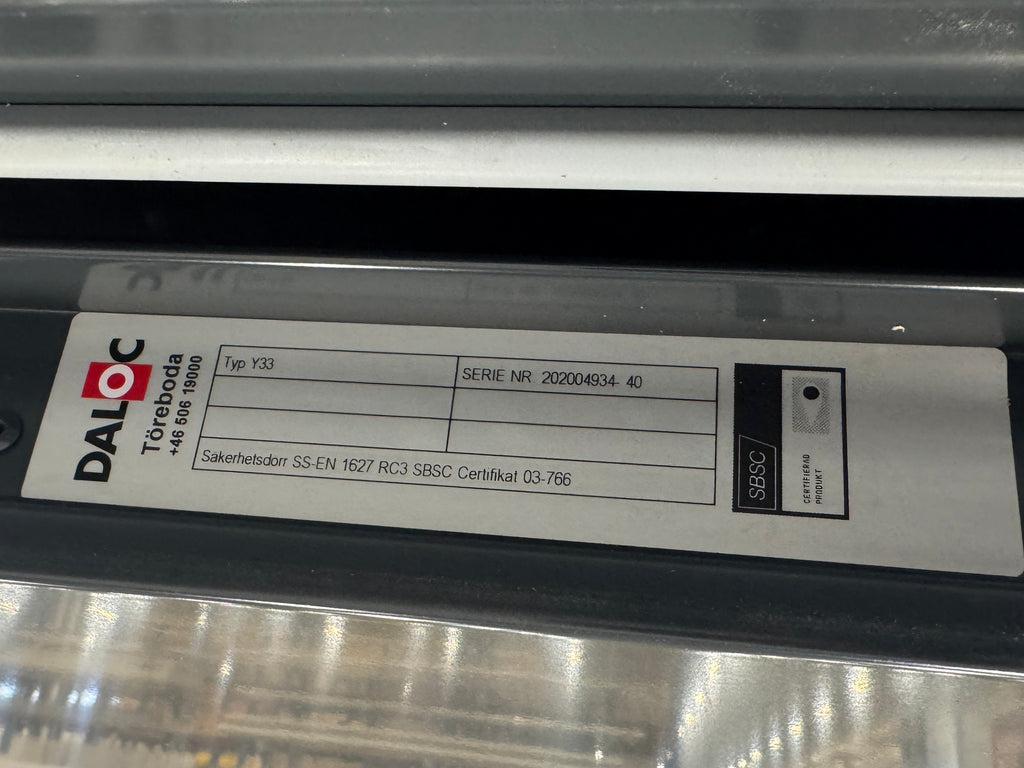 DALOC
Töreboda
+46 506 19000
Typ Y33
SERIE NR 202004934- 40
Säkerhetsdörr SS-EN 1627 RC3 SBSC Certifikat 03-766
SBSC
CERTIFIERAD
PRODUKT